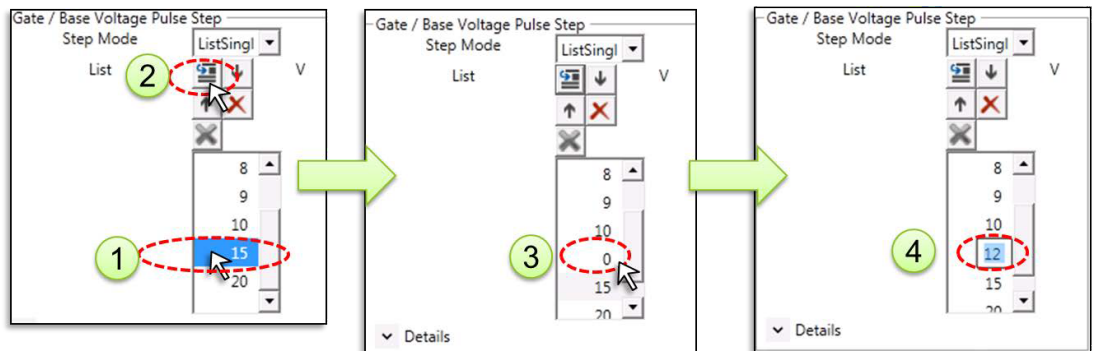 Gate / Base Voltage Pulse Step
Step Mode
ListSingl
List
V
2
8
9
10
15
20
1
Gate / Base Voltage Pulse Step
Step Mode
ListSingl
List
V
8
9
10
0
15
20
3
Details
Gate / Base Voltage Pulse Step
Step Mode
ListSingl
List
V
8
9
10
12
15
20
4
Details